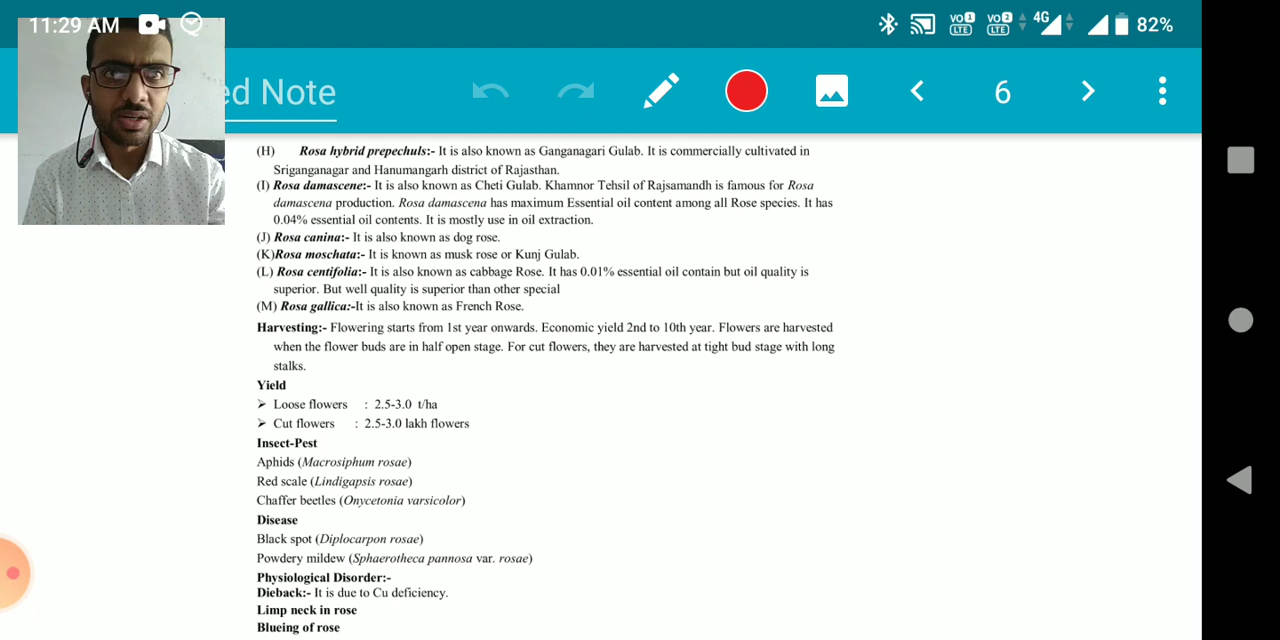 11:29 AM
VO 1 LTE VO 2 LTE 4G 82%
ed Note
6
(H) Rosa hybrid prepechuls:- It is also known as Ganganagari Gulab. It is commercially cultivated in
Sriganganagar and Hanumangarh district of Rajasthan.
(I) Rosa damascene:- It is also known as Cheti Gulab. Khamnor Tehsil of Rajsamandh is famous for Rosa
damascena production. Rosa damascena has maximum Essential oil content among all Rose species. It has
0.04% essential oil contents. It is mostly use in oil extraction.
(J) Rosa canina:- It is also known as dog rose.
(K)Rosa moschata:- It is known as musk rose or Kunj Gulab.
(L) Rosa centifolia:- It is also known as cabbage Rose. It has 0.01% essential oil contain but oil quality is
superior. But well quality is superior than other special
(M) Rosa gallica:-It is also known as French Rose.
Harvesting:- Flowering starts from 1st year onwards. Economic yield 2nd to 10th year. Flowers are harvested
when the flower buds are in half open stage. For cut flowers, they are harvested at tight bud stage with long
stalks.
Yield
➢ Loose flowers : 2.5-3.0 t/ha
➢ Cut flowers : 2.5-3.0 lakh flowers
Insect-Pest
Aphids (Macrosiphum rosae)
Red scale (Lindigapsis rosae)
Chaffer beetles (Onycetonia varsicolor)
Disease
Black spot (Diplocarpon rosae)
Powdery mildew (Sphaerotheca pannosa var. rosae)
Physiological Disorder:-
Dieback:- It is due to Cu deficiency.
Limp neck in rose
Blueing of rose